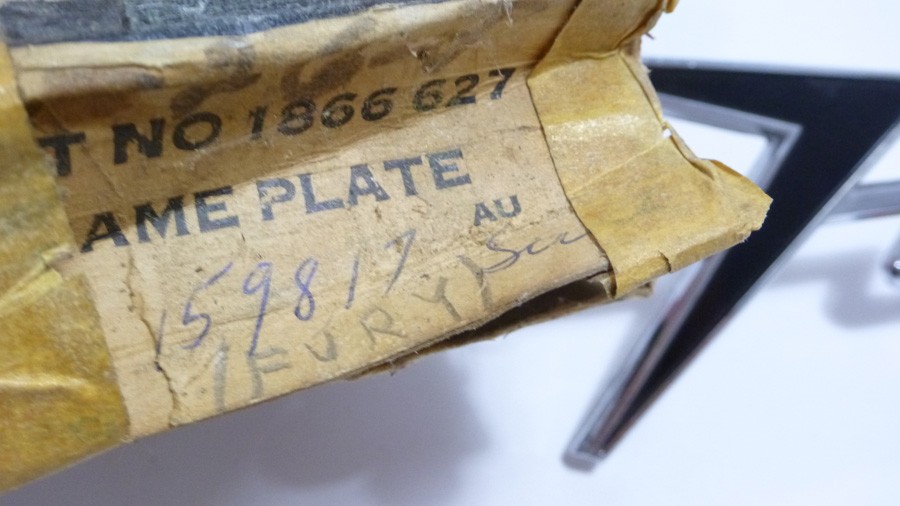 T NO 1866 627
AME PLATE
AU
159817
(FURY)